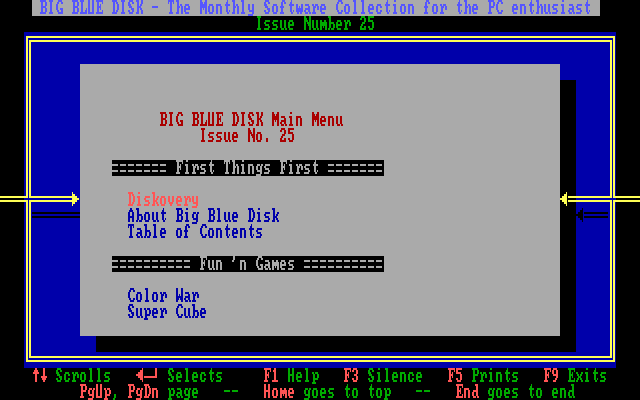 BIG BLUE DISK - The Monthly Software Collection for the PC enthusiast
Issue Number 25
BIG BLUE DISK Main Menu
Issue No. 25
======= First Things First =======
Diskovery
About Big Blue Disk
Table of Contents
========== Fun 'n Games ==========
Color War
Super Cube
↑↓ Scrolls ◄─┘ Selects F1 Help F3 Silence F5 Prints F9 Exits
PgUp, PgDn page -- Home goes to top -- End goes to end